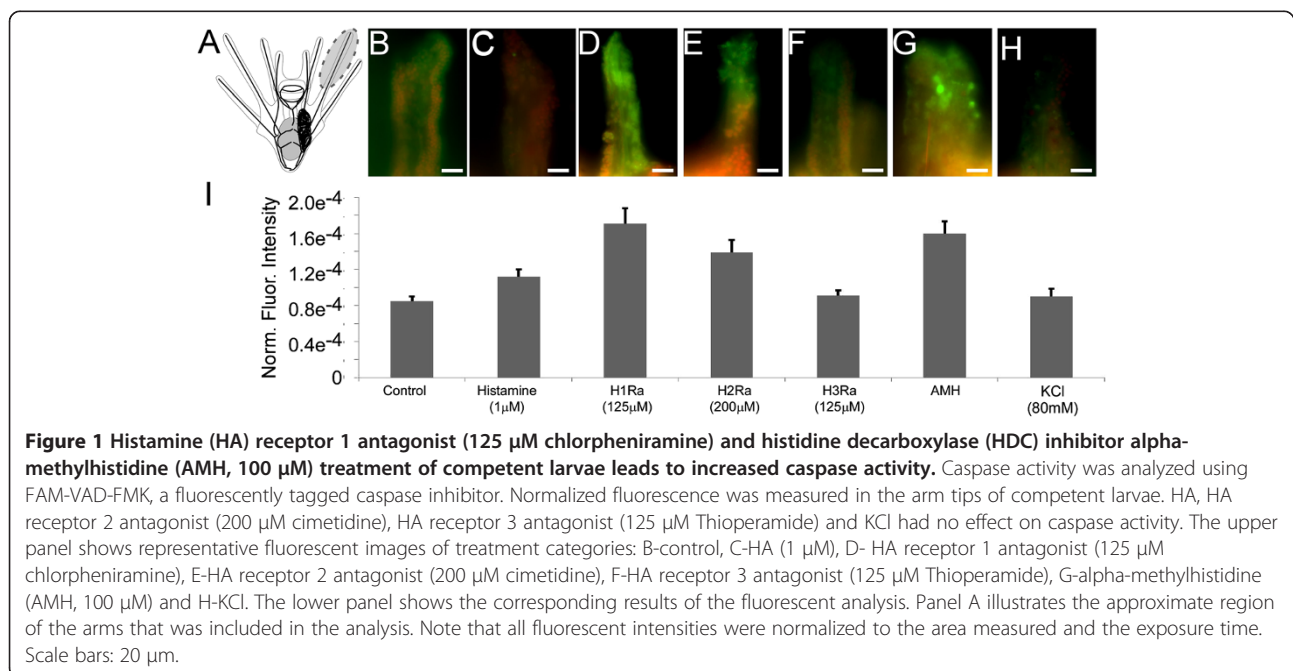 A B C D E F G H
I
Norm. Fluor. Intensity
2.0e-4
1.6e-4
1.2e-4
0.8e-4
0.4e-4
0
Control Histamine H1Ra H2Ra H3Ra AMH KCl
(1μM) (125μM) (200μM) (125μM) (80mM)
Figure 1 Histamine (HA) receptor 1 antagonist (125 μM chlorpheniramine) and histidine decarboxylase (HDC) inhibitor alpha-
methylhistidine (AMH, 100 μM) treatment of competent larvae leads to increased caspase activity. Caspase activity was analyzed using
FAM-VAD-FMK, a fluorescently tagged caspase inhibitor. Normalized fluorescence was measured in the arm tips of competent larvae. HA, HA
receptor 2 antagonist (200 μM cimetidine), HA receptor 3 antagonist (125 μM Thioperamide) and KCl had no effect on caspase activity. The upper
panel shows representative fluorescent images of treatment categories: B-control, C-HA (1 μM), D- HA receptor 1 antagonist (125 μM
chlorpheniramine), E-HA receptor 2 antagonist (200 μM cimetidine), F-HA receptor 3 antagonist (125 μM Thioperamide), G-alpha-methylhistidine
(AMH, 100 μM) and H-KCl. The lower panel shows the corresponding results of the fluorescent analysis. Panel A illustrates the approximate region
of the arms that was included in the analysis. Note that all fluorescent intensities were normalized to the area measured and the exposure time.
Scale bars: 20 μm.